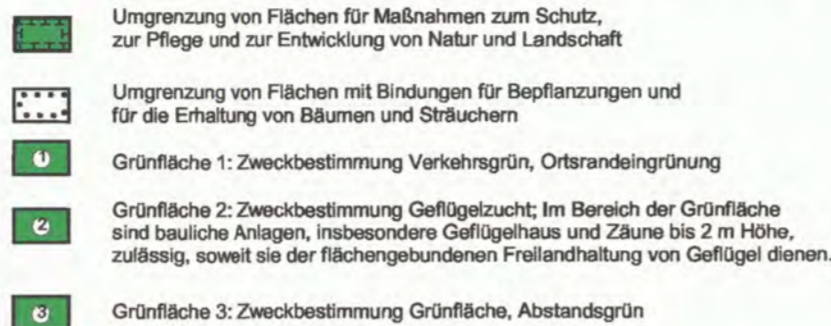 Umgrenzung von Flächen für Maßnahmen zum Schutz,
zur Pflege und zur Entwicklung von Natur und Landschaft
Umgrenzung von Flächen mit Bindungen für Bepflanzungen und
für die Erhaltung von Bäumen und Sträuchern
1 Grünfläche 1: Zweckbestimmung Verkehrsgrün, Ortsrandeingrünung
Grünfläche 2: Zweckbestimmung Geflügelzucht; Im Bereich der Grünfläche
2 sind bauliche Anlagen, insbesondere Geflügelhaus und Zäune bis 2 m Höhe,
zulässig, soweit sie der flächengebundenen Freilandhaltung von Geflügel dienen.
3 Grünfläche 3: Zweckbestimmung Grünfläche, Abstandsgrün